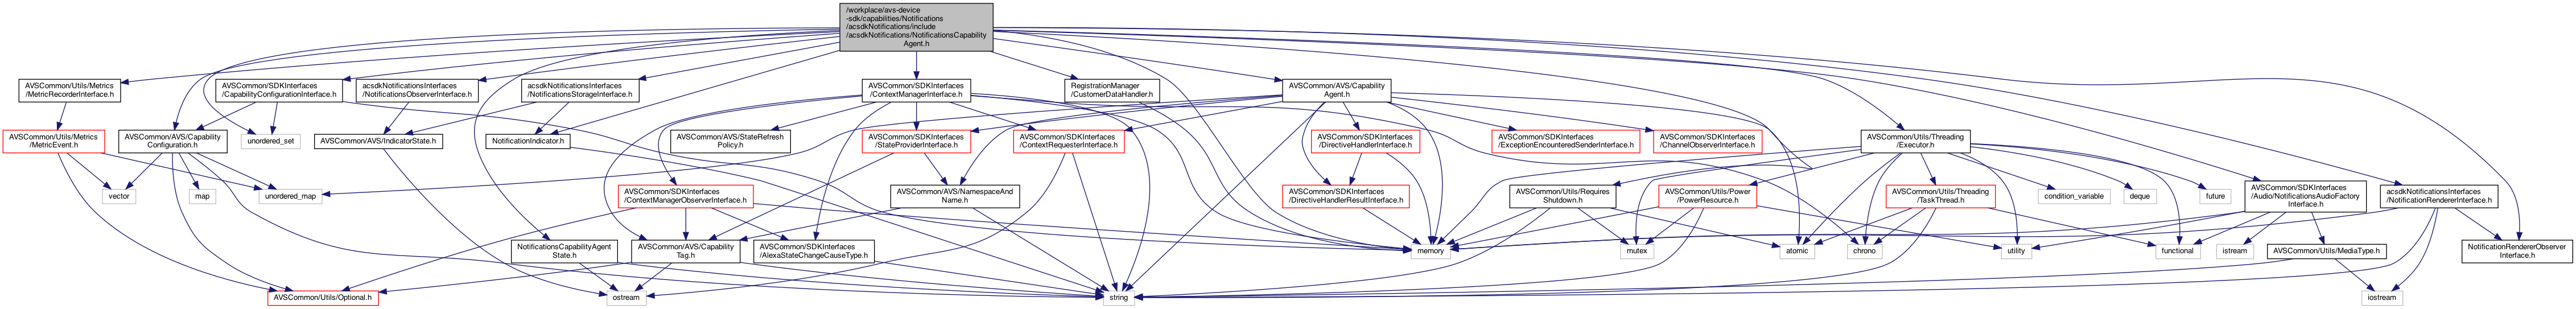 /workplace/avs-device
-sdk/capabilities/Notifications
/acsdkNotifications/include
/acsdkNotifications/NotificationsCapability
Agent.h
AVSCommon/Utils/Metrics
/MetricRecorderInterface.h
AVSCommon/SDKInterfaces
/CapabilityConfigurationInterface.h
acsdkNotificationsInterfaces
/NotificationsObserverInterface.h
acsdkNotificationsInterfaces
/NotificationsStorageInterface.h
AVSCommon/SDKInterfaces
/ContextManagerInterface.h
RegistrationManager
/CustomerDataHandler.h
AVSCommon/AVS/Capability
Agent.h
AVSCommon/Utils/Metrics
/MetricEvent.h
AVSCommon/AVS/Capability
Configuration.h
unordered_set
AVSCommon/AVS/IndicatorState.h
NotificationIndicator.h
AVSCommon/AVS/StateRefresh
Policy.h
AVSCommon/SDKInterfaces
/StateProviderInterface.h
AVSCommon/SDKInterfaces
/ContextRequesterInterface.h
AVSCommon/SDKInterfaces
/DirectiveHandlerInterface.h
AVSCommon/SDKInterfaces
/ExceptionEncounteredSenderInterface.h
AVSCommon/SDKInterfaces
/ChannelObserverInterface.h
AVSCommon/Utils/Threading
/Executor.h
vector
map
unordered_map
AVSCommon/SDKInterfaces
/ContextManagerObserverInterface.h
AVSCommon/AVS/NamespaceAnd
Name.h
AVSCommon/SDKInterfaces
/DirectiveHandlerResultInterface.h
AVSCommon/Utils/Requires
Shutdown.h
AVSCommon/Utils/Power
/PowerResource.h
AVSCommon/Utils/Threading
/TaskThread.h
condition_variable
deque
future
AVSCommon/SDKInterfaces
/Audio/NotificationsAudioFactory
Interface.h
acsdkNotificationsInterfaces
/NotificationRendererInterface.h
NotificationsCapabilityAgent
State.h
AVSCommon/AVS/Capability
Tag.h
AVSCommon/SDKInterfaces
/AlexaStateChangeCauseType.h
memory
mutex
atomic
chrono
utility
functional
istream
AVSCommon/Utils/MediaType.h
NotificationRendererObserver
Interface.h
AVSCommon/Utils/Optional.h
ostream
string
iostream